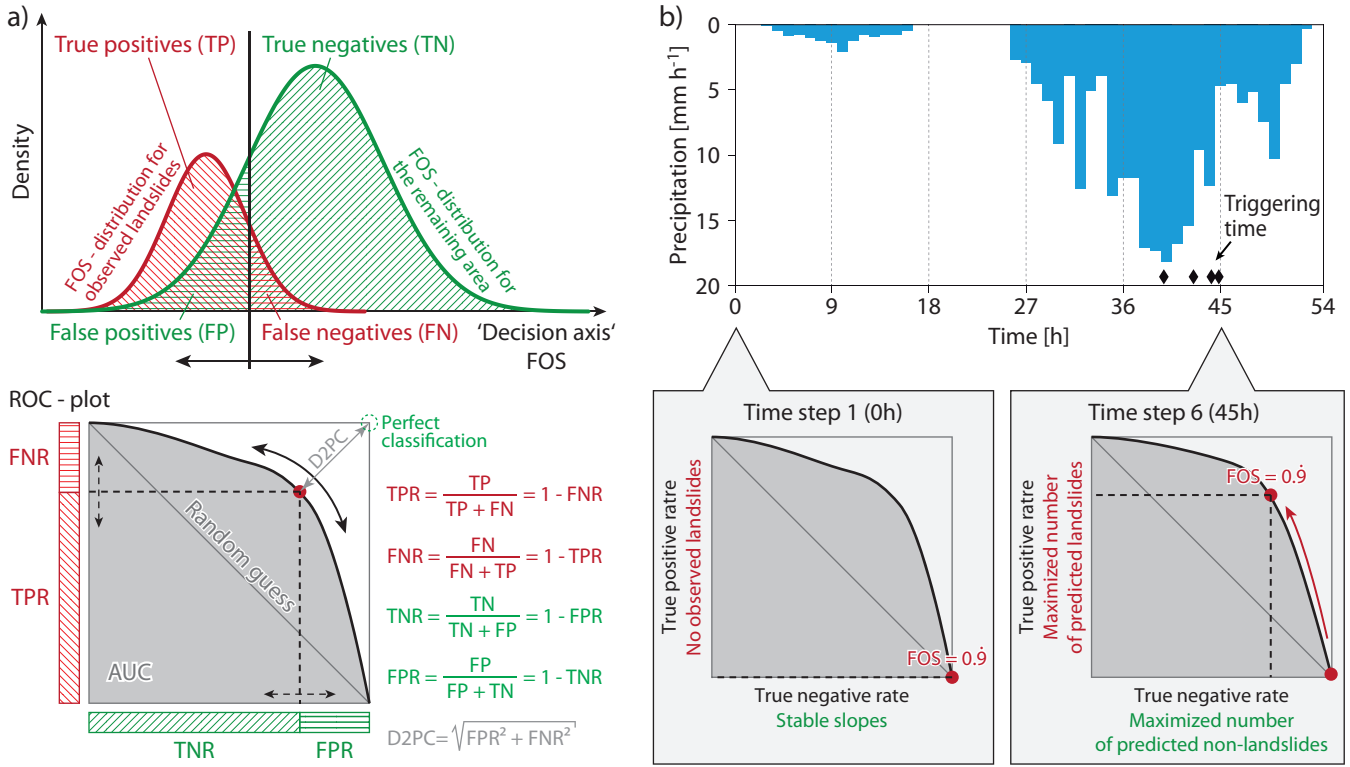 a)
True positives (TP)
True negatives (TN)
Density
FOS - distribution for
observed landslides
FOS - distribution for
the remaining area
False positives (FP)
False negatives (FN)
'Decision axis'
FOS
ROC - plot
FNR
TPR
D2PC
Perfect
classification
Random guess
AUC
TNR
FPR
TPR = TP / TP + FN = 1 - FNR
FNR = FN / FN + TP = 1 - TPR
TNR = TN / TN + FP = 1 - FPR
FPR = FP / FP + TN = 1 - TNR
D2PC= √FPR² + FNR²
b)
Precipitation [mm h⁻¹]
0
5
10
15
20
Triggering
time
0 9 18 27 36 45 54
Time [h]
Time step 1 (0h)
True positive ratre
No observed landslides
FOS = 0.9̇
True negative rate
Stable slopes
Time step 6 (45h)
True positive ratre
Maximized number
of predicted landslides
FOS = 0.9̇
True negative rate
Maximized number
of predicted non-landslides